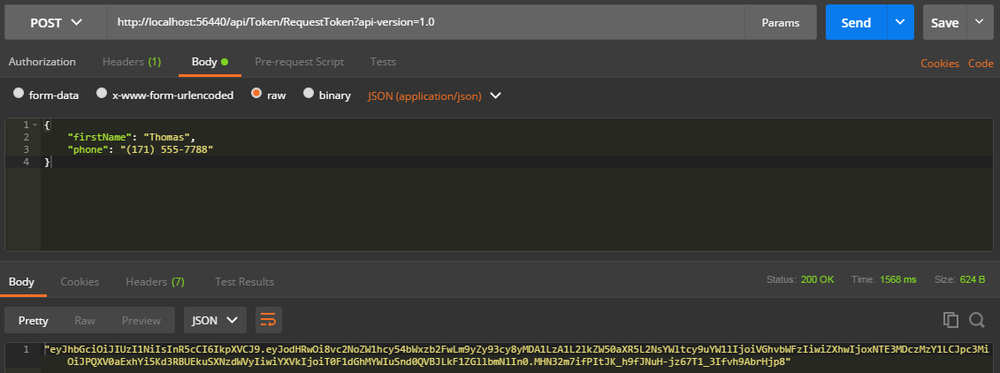 POST http://localhost:56440/api/Token/RequestToken?api-version=1.0 Params Send Save
Authorization Headers (1) Body Pre-request Script Tests Cookies Code
form-data x-www-form-urlencoded raw binary JSON (application/json)
1 {
2 "firstName": "Thomas",
3 "phone": "(171) 555-7788"
4 }
Body Cookies Headers (7) Test Results Status: 200 OK Time: 1568 ms Size: 624 B
Pretty Raw Preview JSON
1 "eyJhbGciOiJIUzI1NiIsInR5cCI6IkpXVCJ9.eyJodHRwOi8vc2NoZW1hcy54bWxzb2FwLm9yZy93cy8yMDA1LzA1L2lkZW50aXR5L2NsYWltcy9uYW1lIjoiVGhvbWFzIiwiZXhwIjoxNTE3MDczMzY1LCJpc3Mi
OiJPQXV0aExhYi5Kd3RBUEkuSXNzdWVyIiwiYXVkIjoiT0F1dGhMYWIuSnd0QVBJLkF1ZGllbmNlIn0.MHN32m7ifPItJK_h9fJNuH-jz67T1_3Ifvh9AbrHjp8"